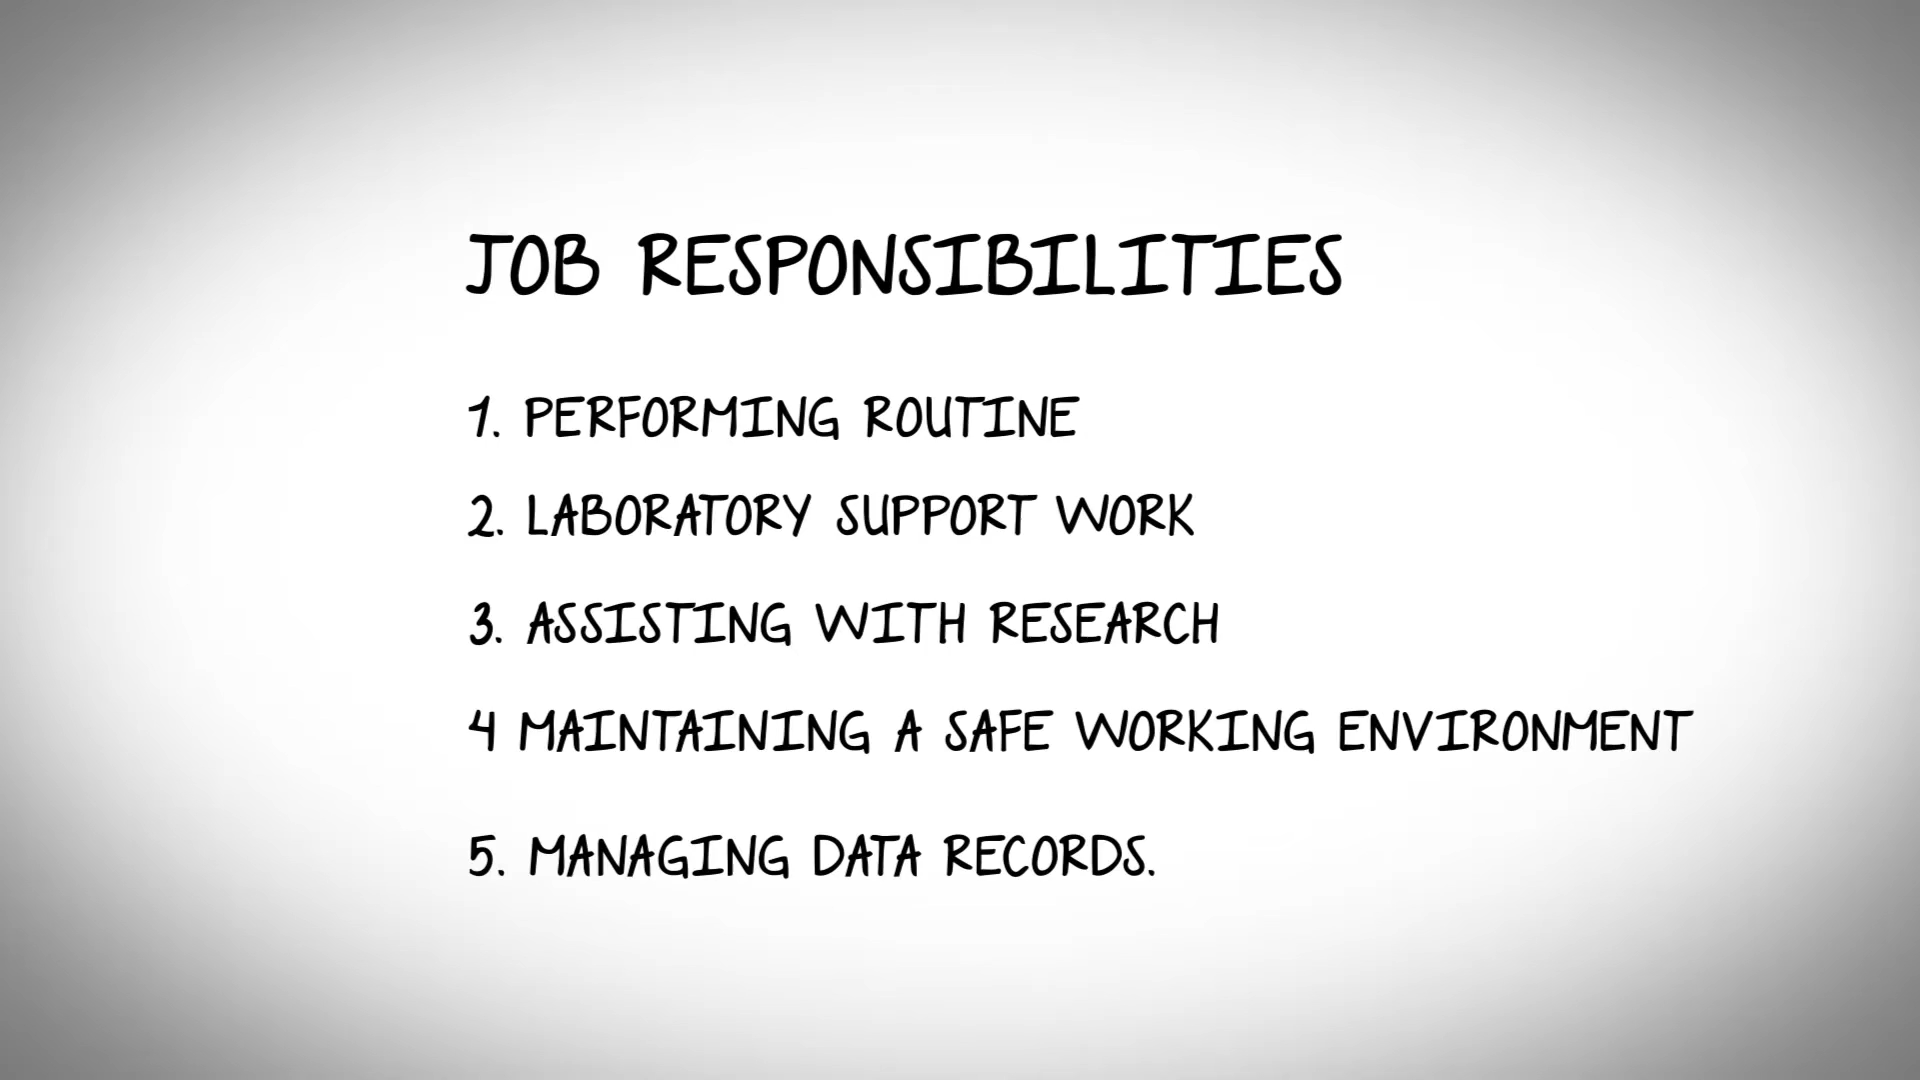 JOB RESPONSIBILITIES
1. PERFORMING ROUTINE
2. LABORATORY SUPPORT WORK
3. ASSISTING WITH RESEARCH
4 MAINTAINING A SAFE WORKING ENVIRONMENT
5. MANAGING DATA RECORDS.